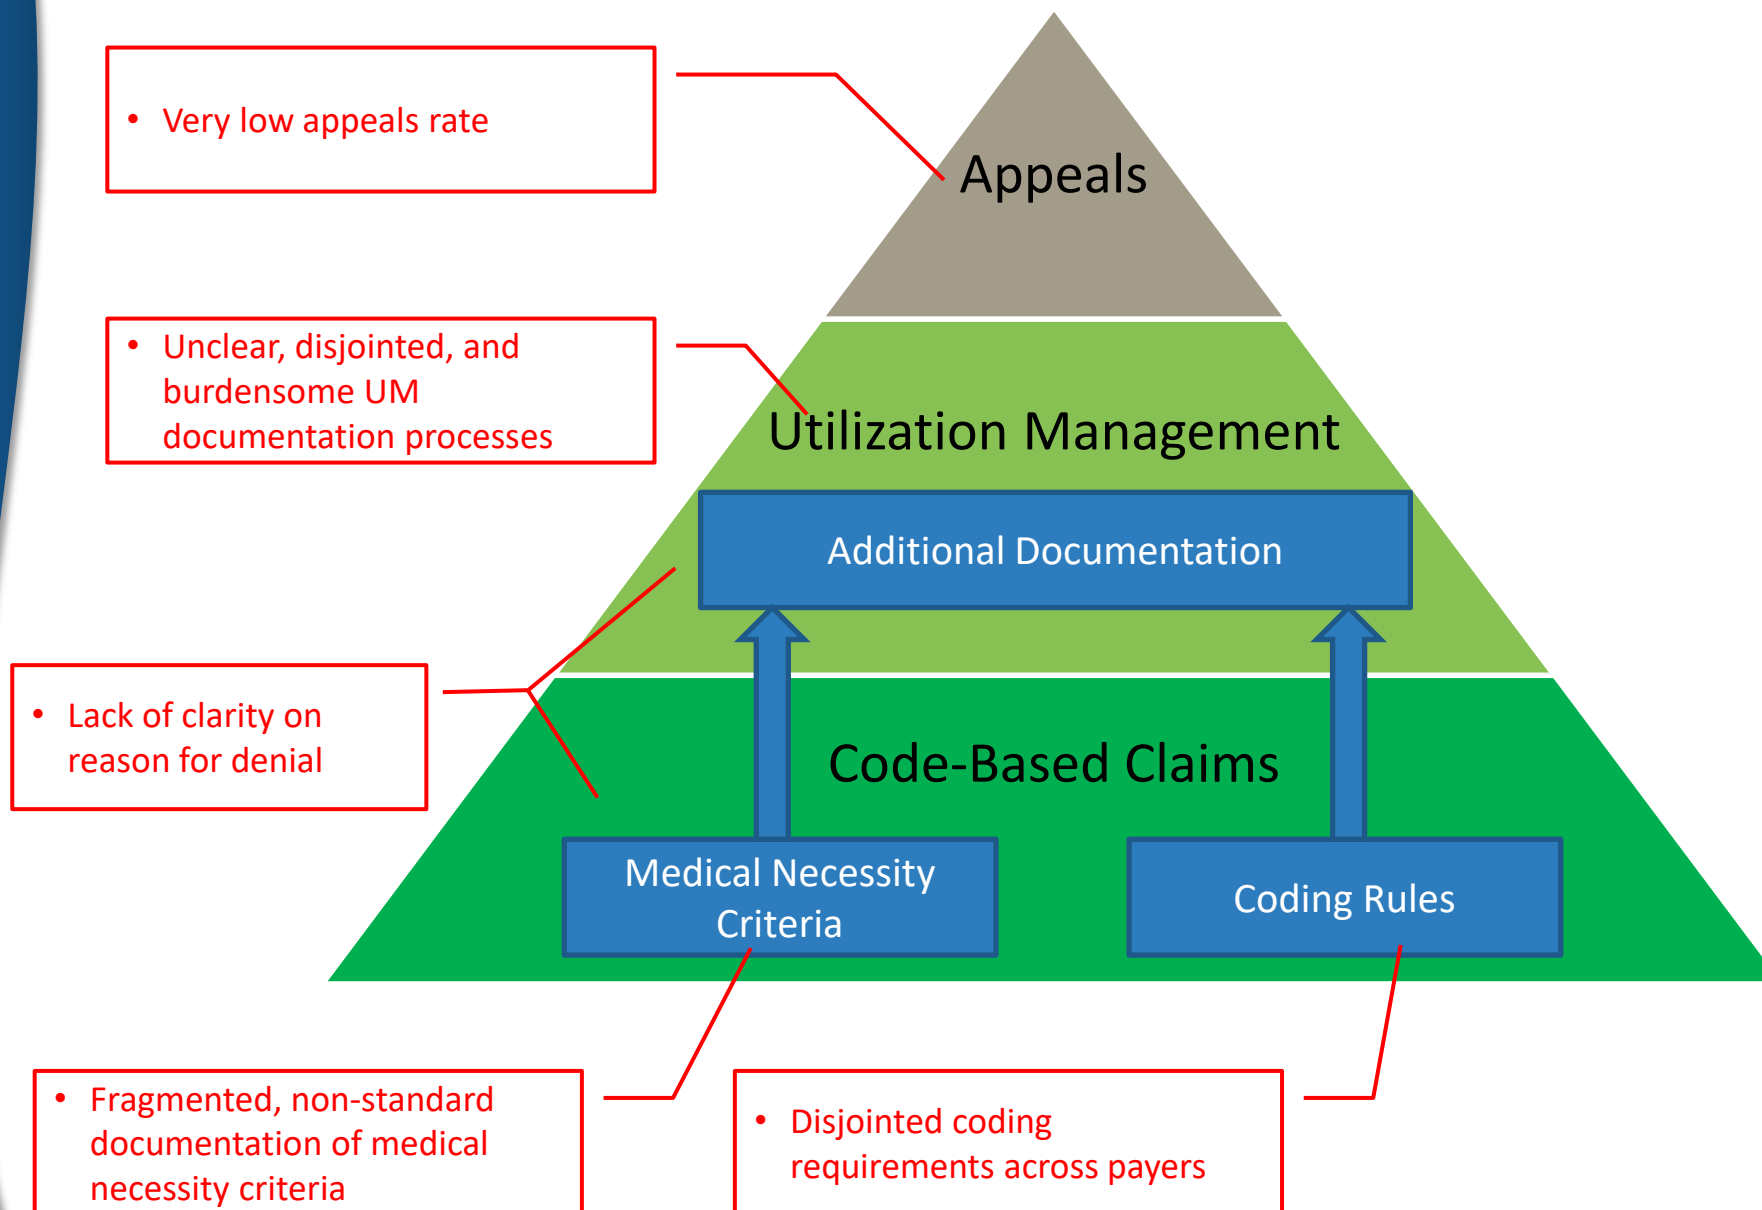 • Very low appeals rate
Appeals
• Unclear, disjointed, and
burdensome UM
documentation processes
Utilization Management
Additional Documentation
• Lack of clarity on
reason for denial
Code-Based Claims
Medical Necessity
Criteria
Coding Rules
• Fragmented, non-standard
documentation of medical
necessity criteria
• Disjointed coding
requirements across payers